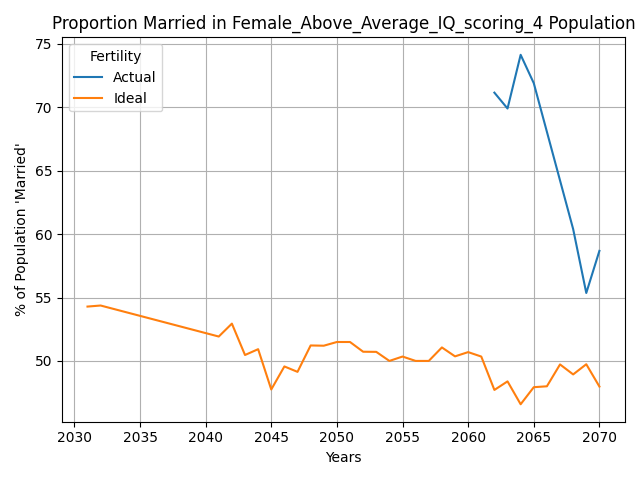 Proportion Married in Female_Above_Average_IQ_scoring_4 Population
75
70
65
60
55
50
% of Population 'Married'
Fertility
Actual
Ideal
2030 2035 2040 2045 2050 2055 2060 2065 2070
Years